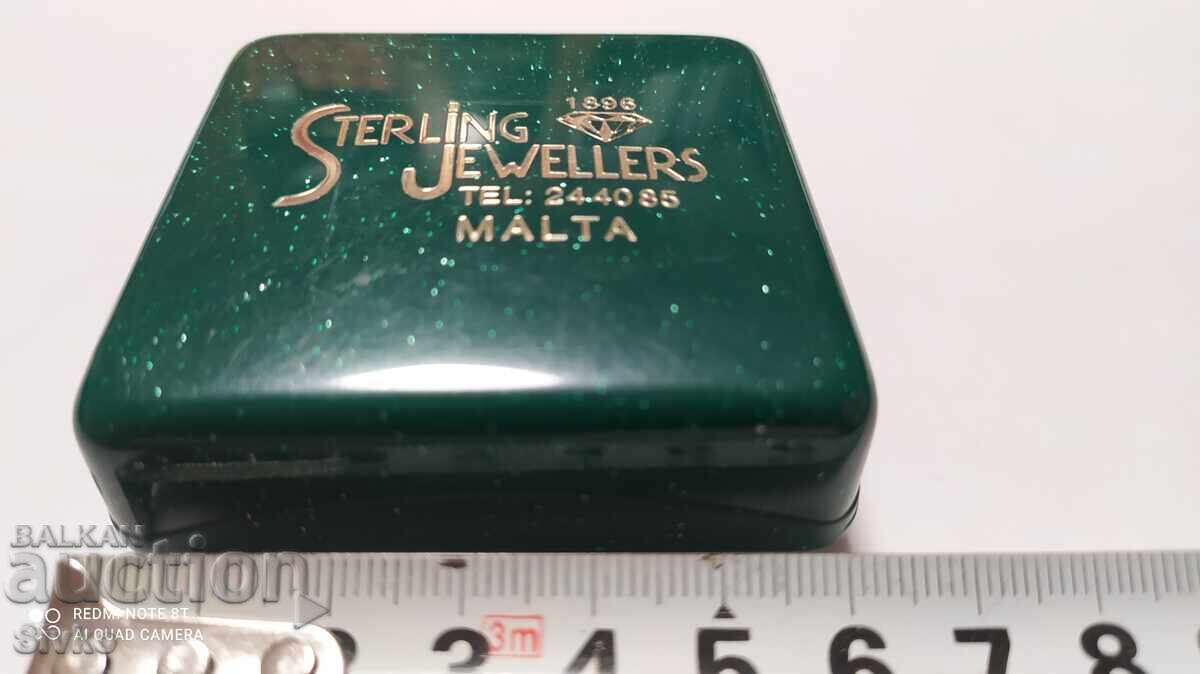 1896
STERLING
JEWELLERS
TEL: 244085
MALTA
BALKAN
auction
REDMI NOTE 8T
AI QUAD CAMERA
SIVKO
2 3 3m 4 5 6 7 8